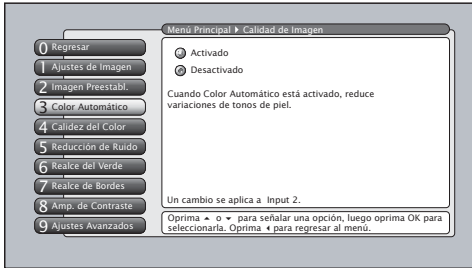 Menú Principal ▸ Calidad de Imagen
0 Regresar
1 Ajustes de Imagen
2 Imagen Preestabl.
3 Color Automático
4 Calidez del Color
5 Reducción de Ruido
6 Realce del Verde
7 Realce de Bordes
8 Amp. de Contraste
9 Ajustes Avanzados
Activado
Desactivado
Cuando Color Automático está activado, reduce
variaciones de tonos de piel.
Un cambio se aplica a Input 2.
Oprima ▴ o ▾ para señalar una opción, luego oprima OK para
seleccionarla. Oprima ◂ para regresar al menú.